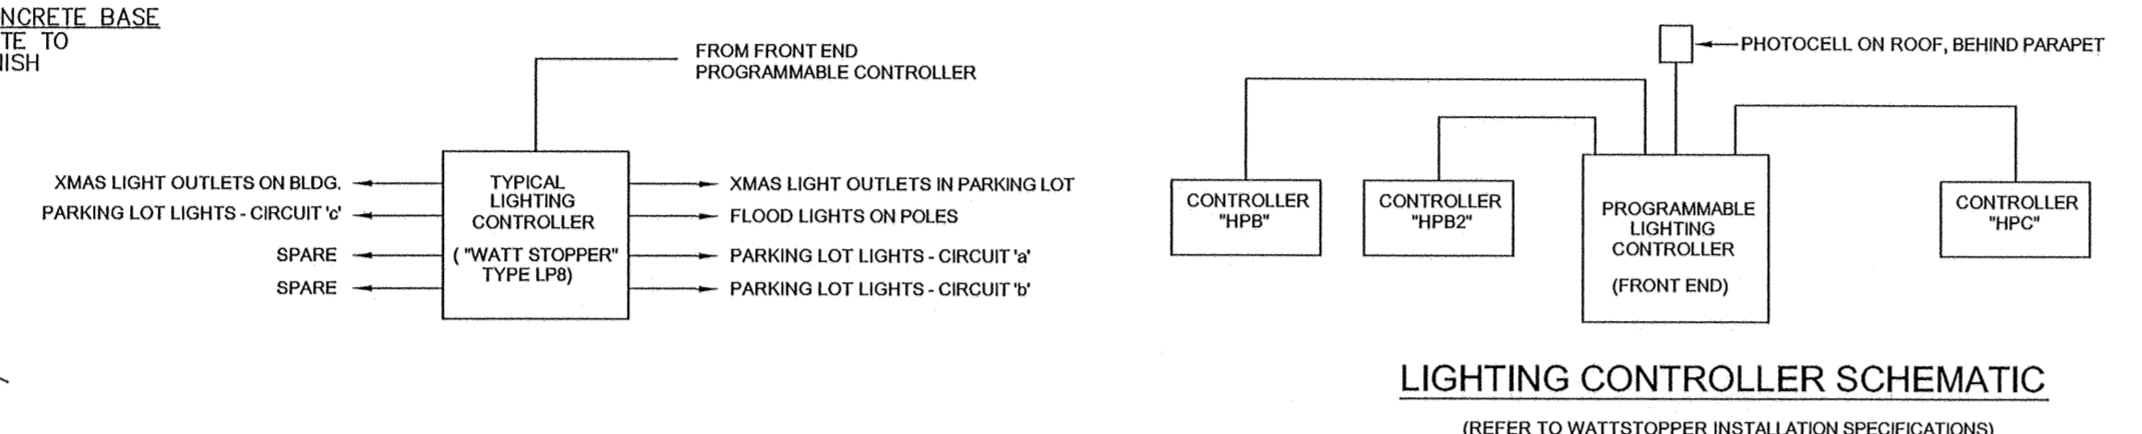 NCRETE BASE
TE TO
FROM FRONT END
PROGRAMMABLE CONTROLLER
XMAS LIGHT OUTLETS ON BLDG.
PARKING LOT LIGHTS - CIRCUIT 'c'
SPARE
SPARE
TYPICAL
LIGHTING
CONTROLLER
( "WATT STOPPER"
TYPE LP8)
XMAS LIGHT OUTLETS IN PARKING LOT
FLOOD LIGHTS ON POLES
PARKING LOT LIGHTS - CIRCUIT 'a'
PARKING LOT LIGHTS - CIRCUIT 'b'
PHOTOCELL ON ROOF, BEHIND PARAPET
CONTROLLER
"HPB"
CONTROLLER
"HPB2"
PROGRAMMABLE
LIGHTING
CONTROLLER
(FRONT END)
CONTROLLER
"HPC"
LIGHTING CONTROLLER SCHEMATIC
(REFER TO WATTSTOPPER INSTALLATION SPECIFICATIONS)